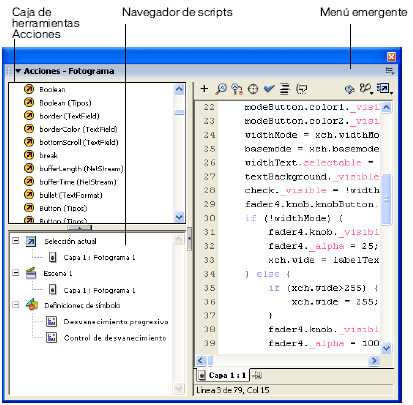 Caja de
herramientas
Acciones
Navegador de scripts
Menú emergente
Acciones - Fotograma
Boolean
Boolean (Tipos)
border (TextField)
borderColor (TextField)
bottomScroll (TextField)
break
bufferLength (NetStream)
bufferTime (NetStream)
bullet (TextFormat)
Button (Tipos)
Button (Tipos)
Selección actual
Capa 1 : Fotograma 1
Escena 1
Capa 1 : Fotograma 1
Definiciones de símbolo
Desvanecimiento progresivo
Control de desvanecimiento
22 modeButton.color1._visi
23 modeButton.color2._visi
24 widthMode = xch.widthMo
25 basemode = xch.basemode
26 widthText.selectable =
27 textBackground._visible
28 check._visible = !width
29 fader4.knob.knobButton.
30 if (!widthMode) {
31 fader4.knob._visibl
32 fader4._alpha = 25;
33 xch.wide = labelTex
34 } else {
35 if (xch.wide>255) {
36 xch.wide = 255;
37 }
38 fader4.knob._visibl
39 fader4._alpha = 100
Capa 1 : 1
Línea 3 de 79, Col 15